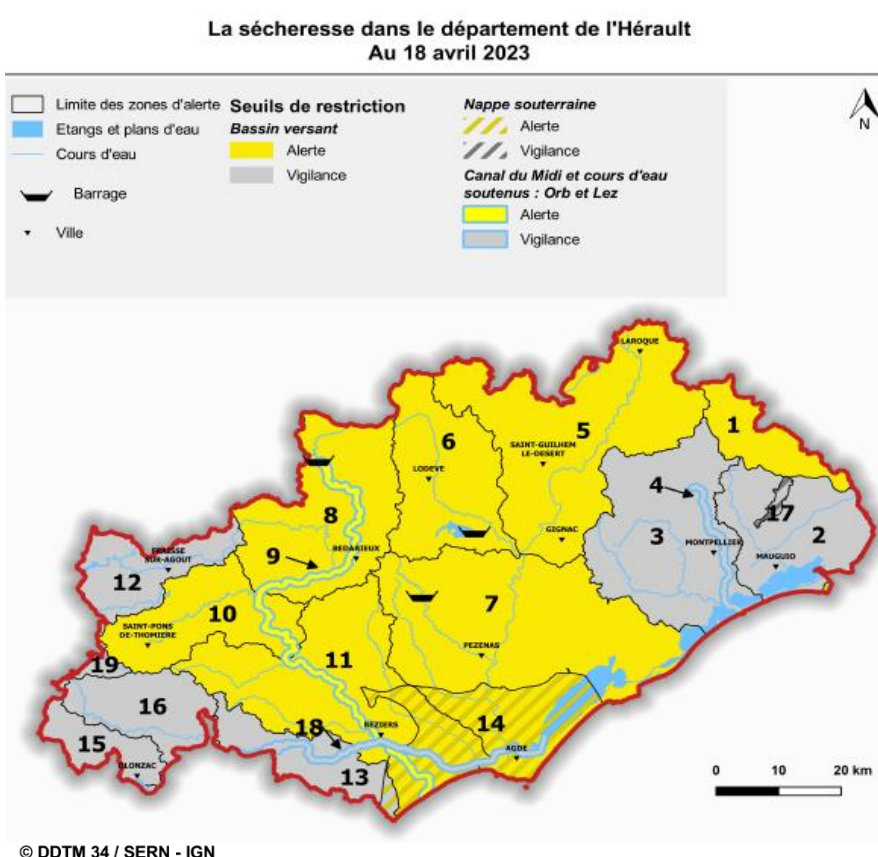 La sécheresse dans le département de l'Hérault
Au 18 avril 2023
Limite des zones d'alerte
Etangs et plans d'eau
Cours d'eau
Barrage
Ville
Seuils de restriction
Bassin versant
Alerte
Vigilance
Nappe souterraine
Alerte
Vigilance
Canal du Midi et cours d'eau
soutenus : Orb et Lez
Alerte
Vigilance
N
LAROQUE
1
5
6
SAINT-GUILHEM
LE-DESERT
LODEVE
4
17
8
GIGNAC
3
MONTPELLIER
2
MAUGUIO
9
BEDARIEUX
FRAISSE
SUR-AGOUT
12
7
10
SAINT-PONS
DE-THOMIERE
PEZENAS
11
19
16
14
18
BEZIERS
15
AGDE
OLONZAC
13
0 10 20 km
© DDTM 34 / SERN - IGN